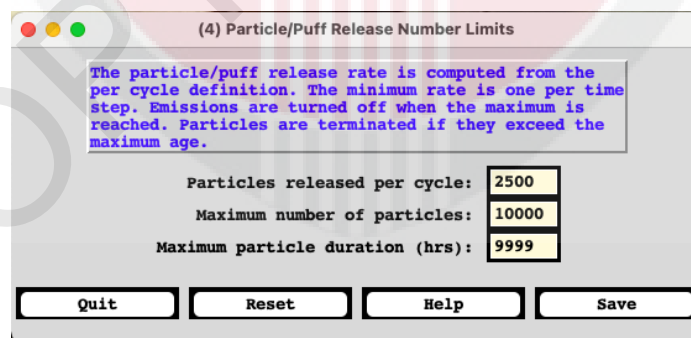 (4) Particle/Puff Release Number Limits
The particle/puff release rate is computed from the
per cycle definition. The minimum rate is one per time
step. Emissions are turned off when the maximum is
reached. Particles are terminated if they exceed the
maximum age.
Particles released per cycle: 2500
Maximum number of particles: 10000
Maximum particle duration (hrs): 9999
Quit Reset Help Save